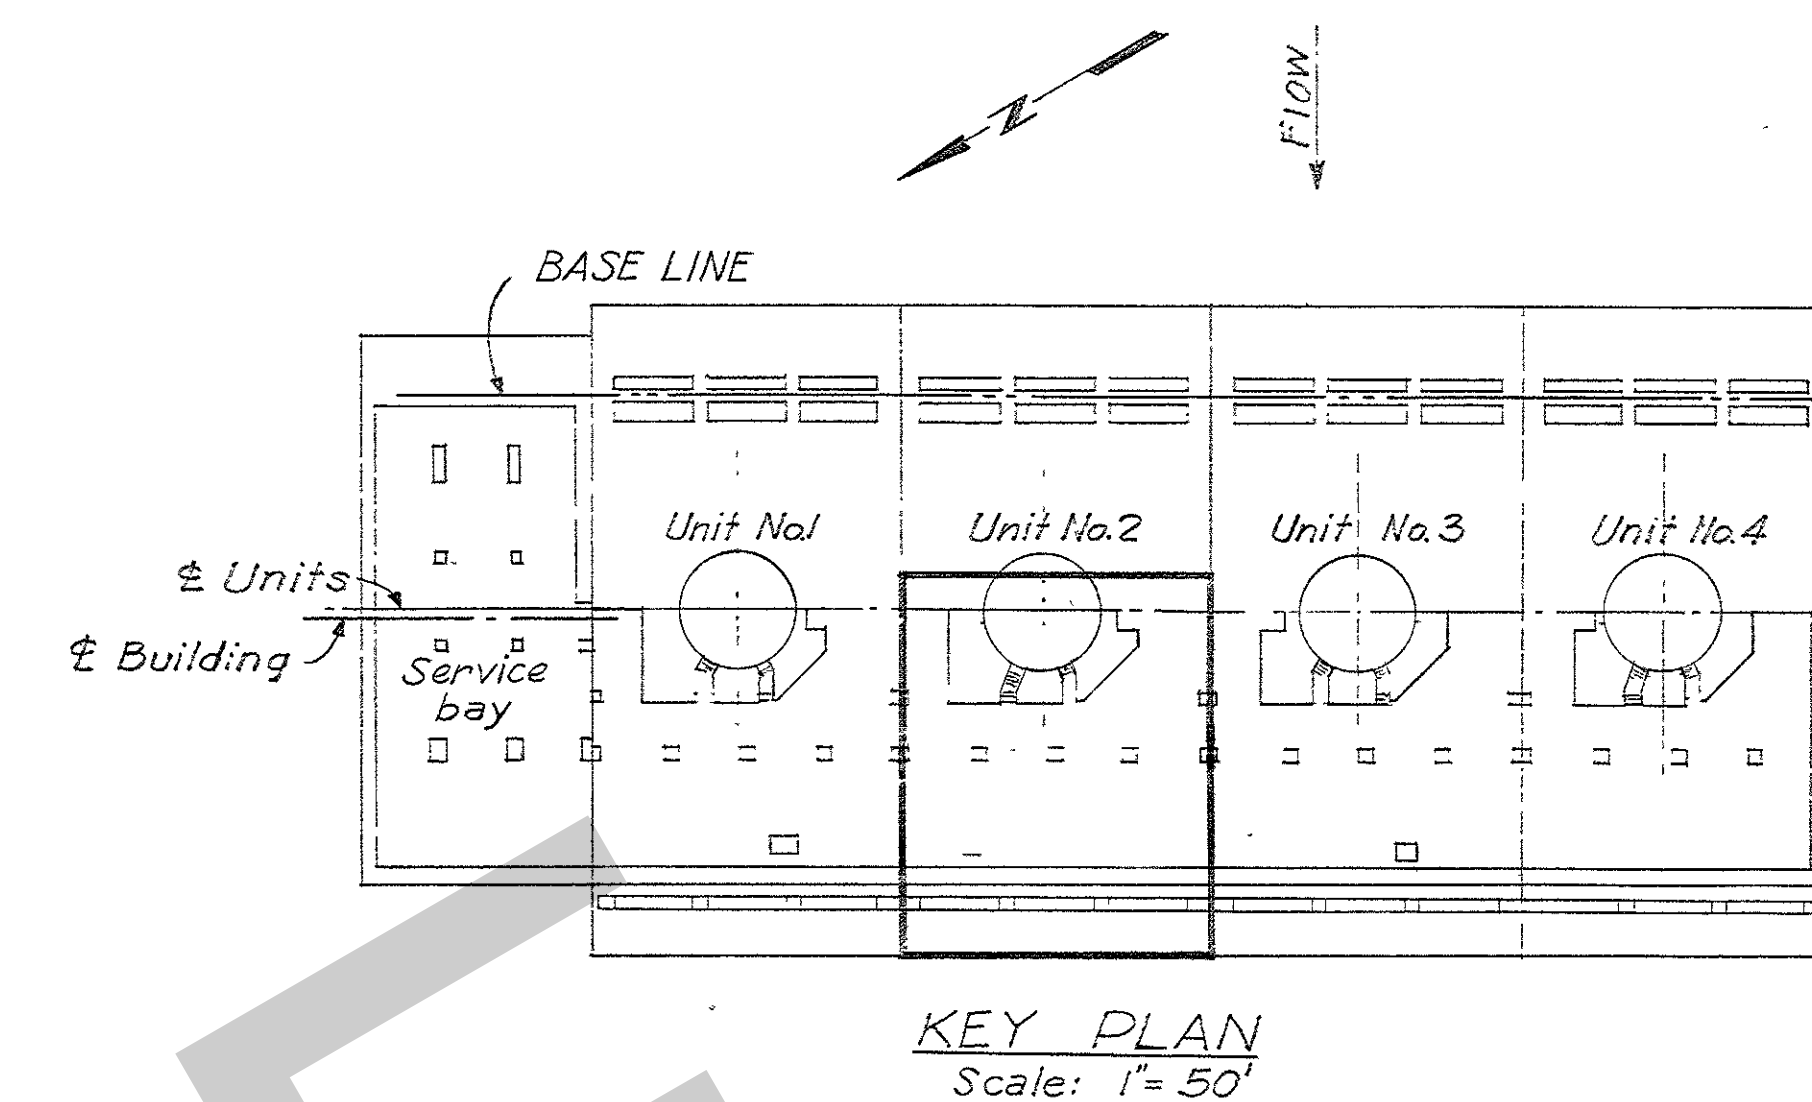 N
Flow
BASE LINE
Unit No.1
Unit No.2
Unit No.3
Unit No.4
℄ Units
℄ Building
Service
bay
KEY PLAN
Scale: 1"= 50'